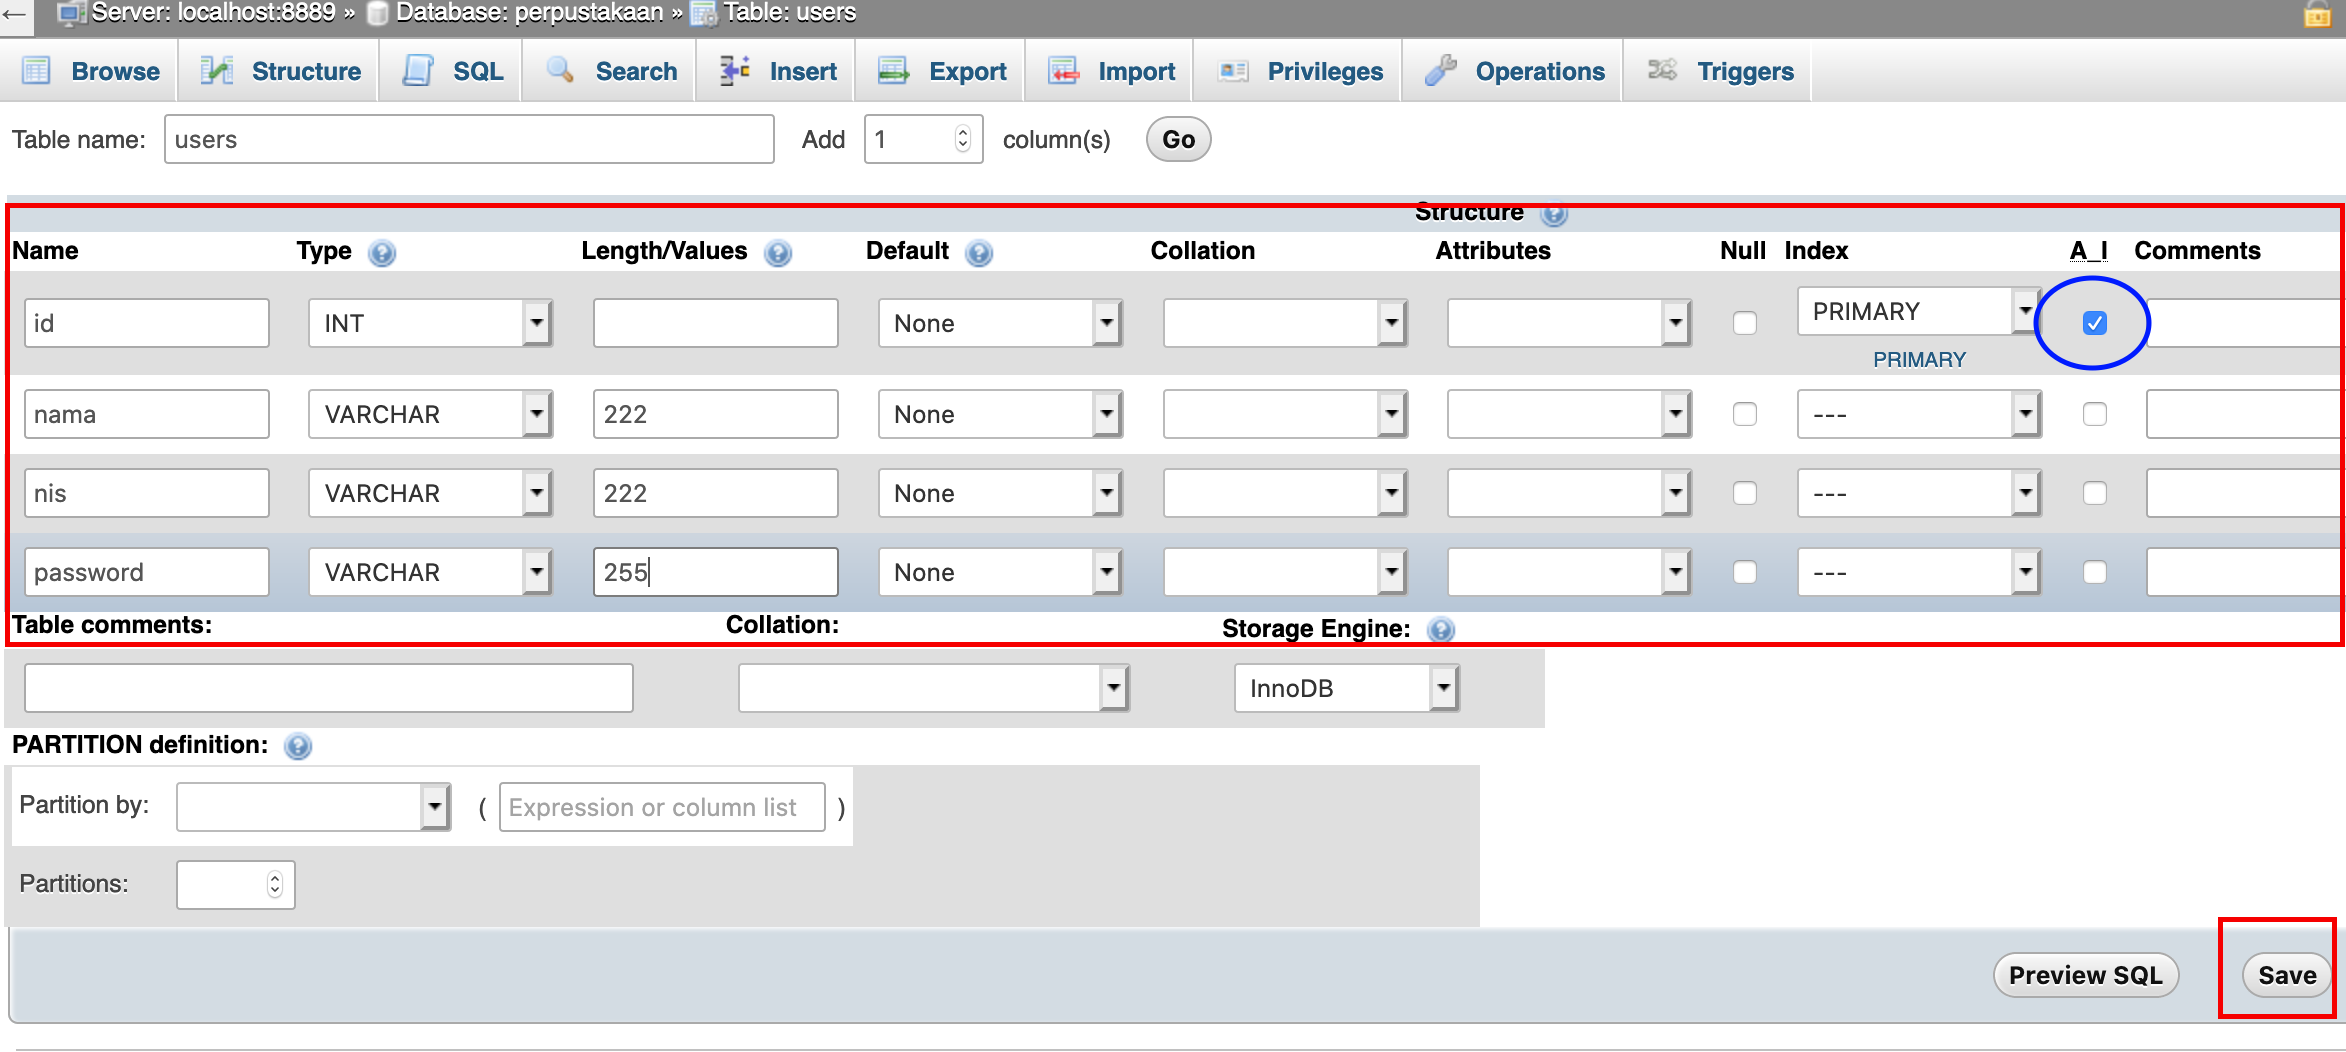 Server: localhost:8889 » Database: perpustakaan » Table: users
Browse Structure SQL Search Insert Export Import Privileges Operations Triggers
Table name: users Add 1 column(s) Go
Structure
Name Type Length/Values Default Collation Attributes Null Index A_I Comments
id INT None PRIMARY
PRIMARY
nama VARCHAR 222 None ---
nis VARCHAR 222 None ---
password VARCHAR 255 None ---
Table comments: Collation: Storage Engine:
InnoDB
PARTITION definition:
Partition by: ( Expression or column list )
Partitions:
Preview SQL Save